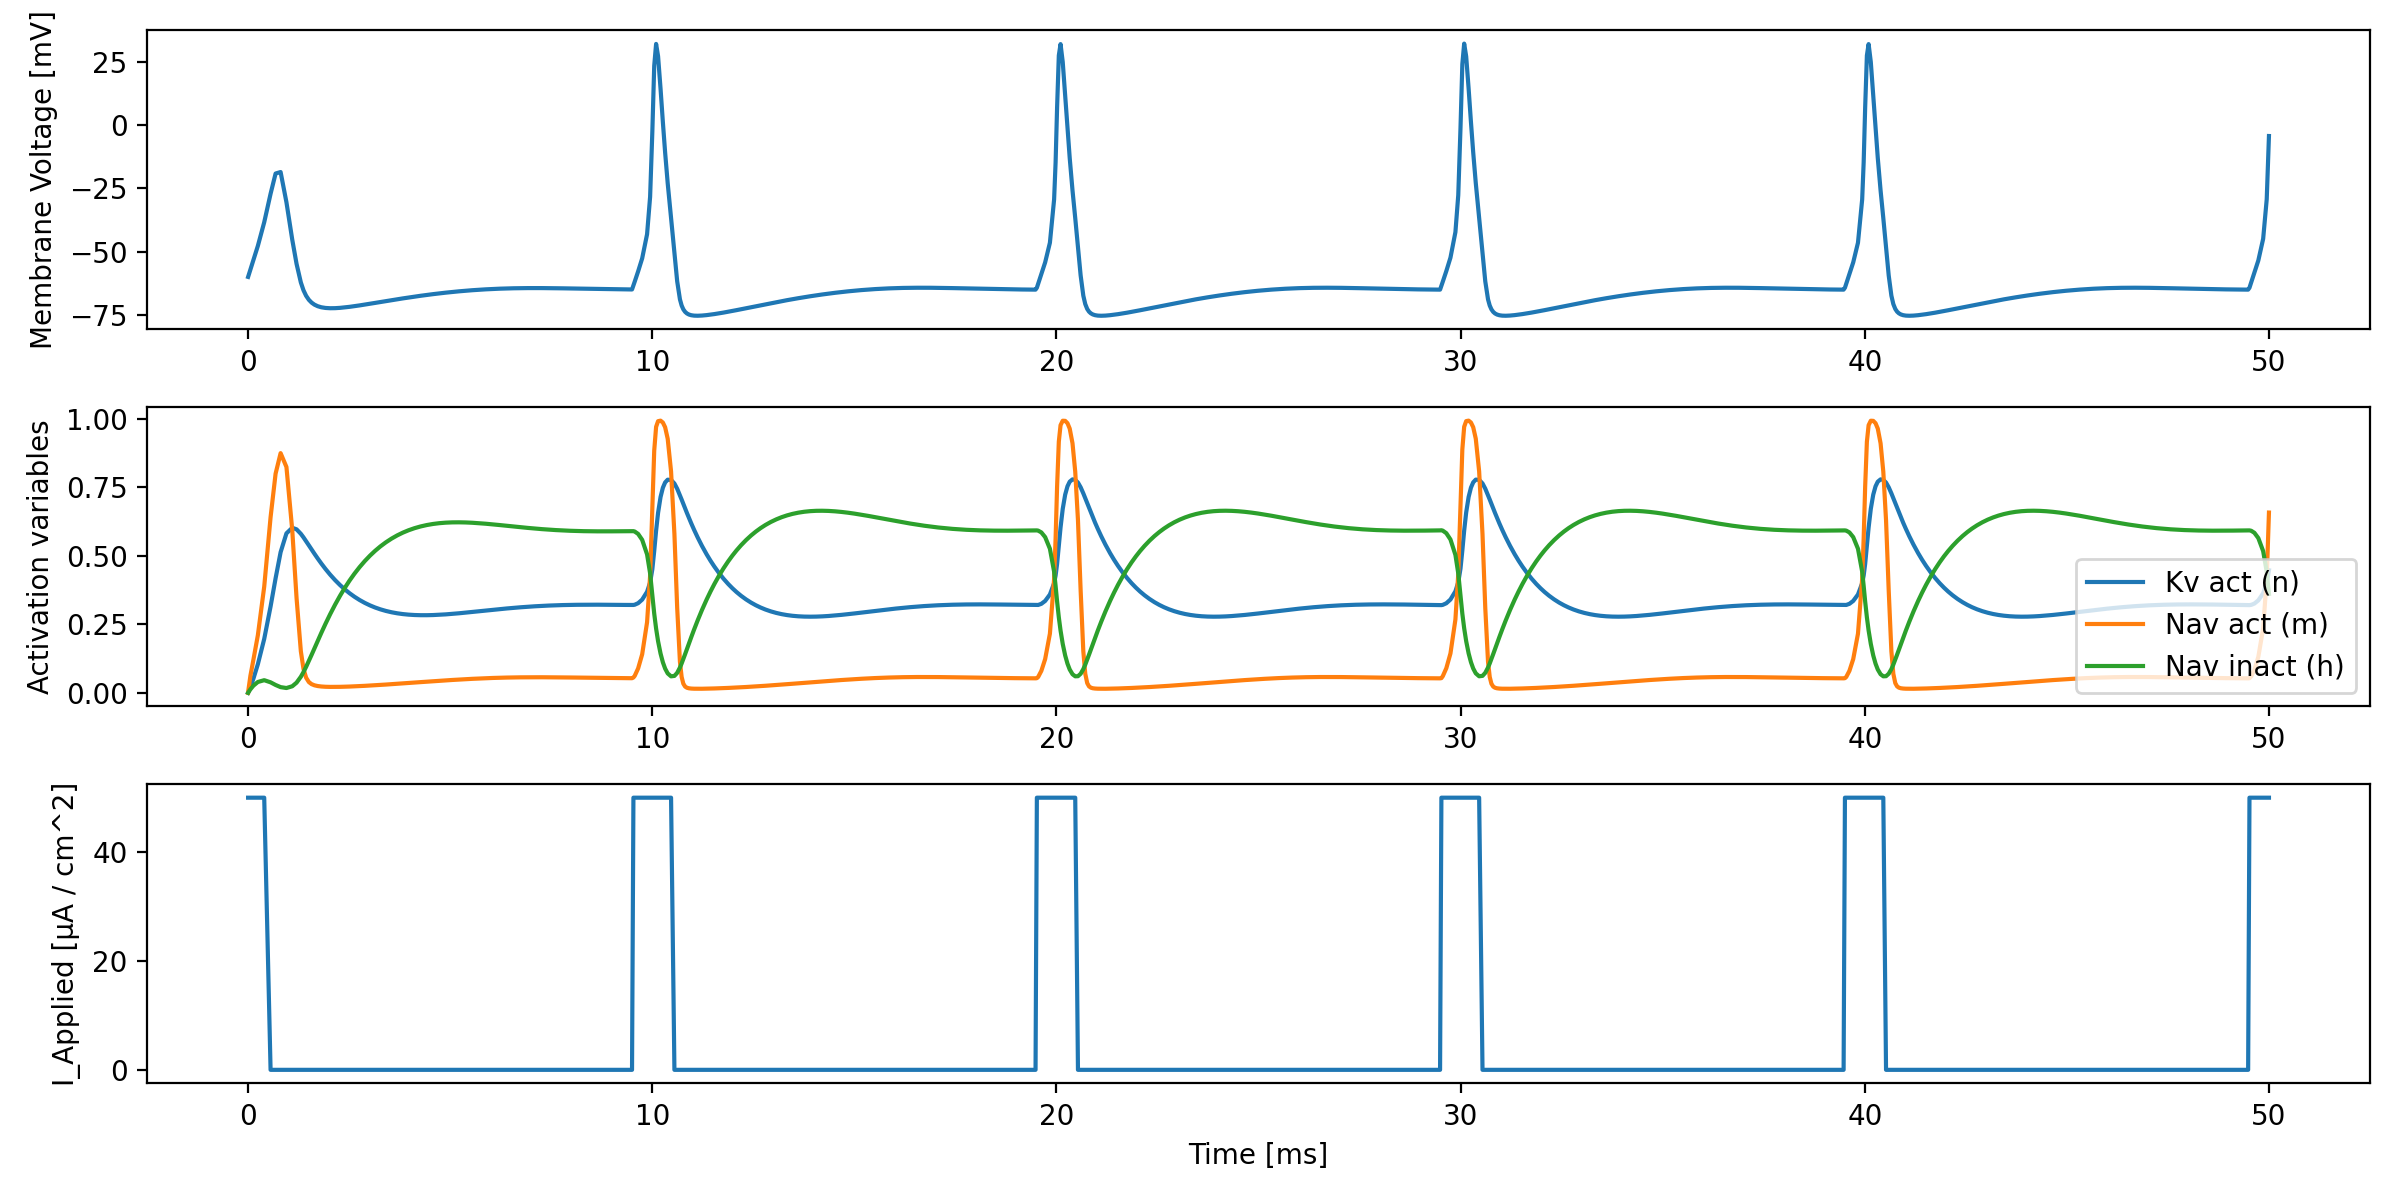 Membrane Voltage [mV]
25
0
−25
−50
−75
0 10 20 30 40 50
Activation variables
1.00
0.75
0.50
0.25
0.00
Kv act (n)
Nav act (m)
Nav inact (h)
0 10 20 30 40 50
I_Applied [µA / cm^2]
40
20
0
0 10 20 30 40 50
Time [ms]